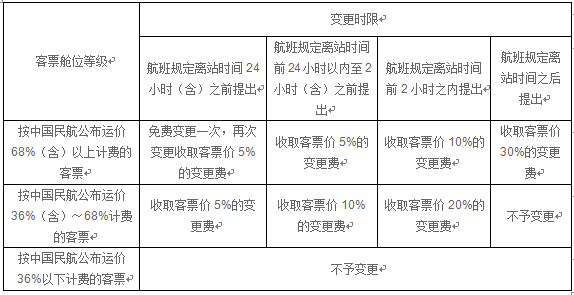 客票舱位等级
变更时限
航班规定离站时间 24
小时（含）之前提出
航班规定离站时间
前 24 小时以内至 2
小时（含）之前提
出
航班规定离站时间
前 2 小时之内提出
航班规定离
站时间之后
提出
按中国民航公布运价
68%（含）以上计费的
客票
免费变更一次，再次
变更收取客票价 5%
的变更费
收取客票价 5%的
变更费
收取客票价 10%的
变更费
收取客票价
30%的变更
费
按中国民航公布运价
36%（含）～68%计费
的客票
收取客票价 5%的变
更费
收取客票价 10%
的变更费
收取客票价 20%的
变更费
不予变更
按中国民航公布运价
36%以下计费的客票
不予变更